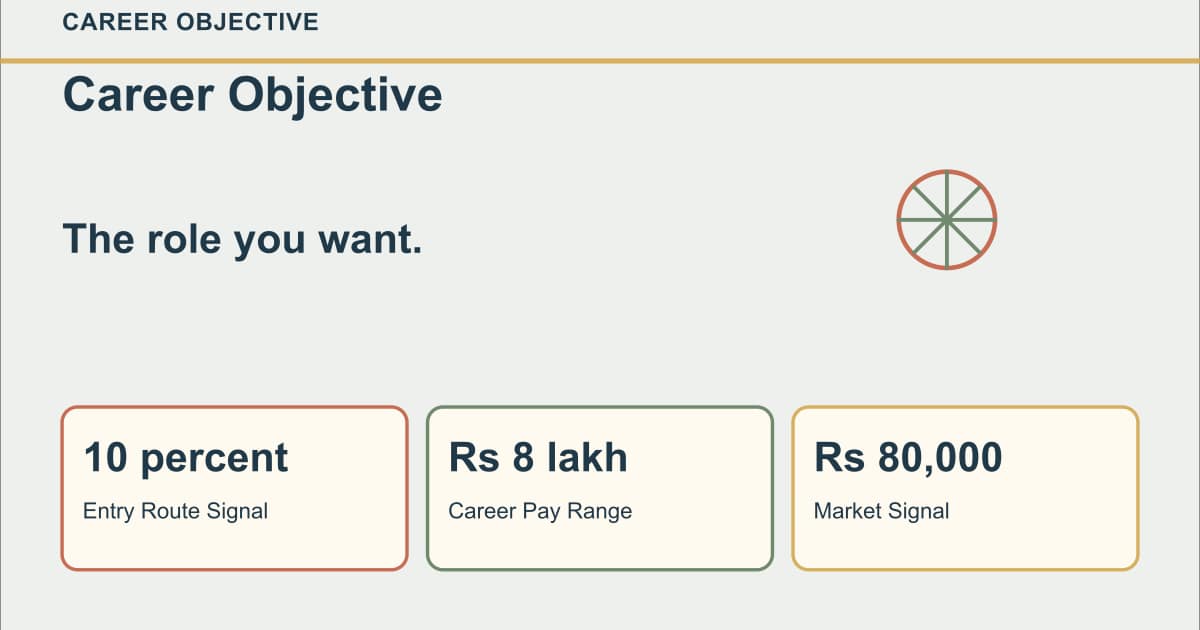 CAREER OBJECTIVE
Career Objective
The role you want.
10 percent
Entry Route Signal
Rs 8 lakh
Career Pay Range
Rs 80,000
Market Signal